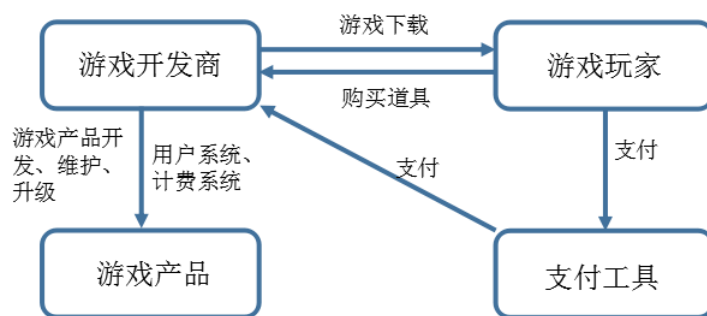 游戏下载
游戏开发商
游戏玩家
购买道具
游戏产品开
发、维护、
升级
用户系统、
计费系统
支付
支付
游戏产品
支付工具